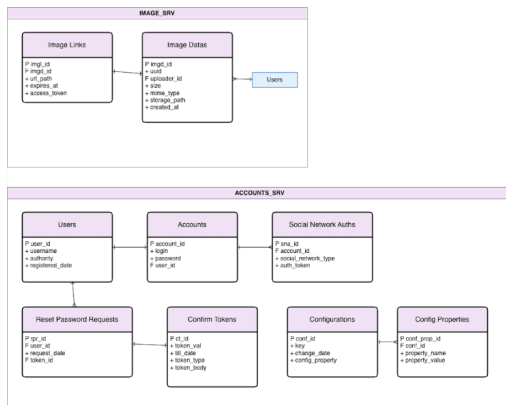 IMAGE_SRV
Image Links
P imgl_id
F imgd_id
+ url_path
+ expires_at
+ access_token
Image Datas
P imgd_id
+ uuid
F uploader_id
+ size
+ mime_type
+ storage_path
+ created_at
Users
ACCOUNTS_SRV
Users
P user_id
+ username
+ authority
+ registered_date
Accounts
P account_id
+ login
+ password
F user_id
Social Network Auths
P sna_id
F account_id
+ social_network_type
+ auth_token
Reset Password Requests
P rpr_id
F user_id
+ request_date
F token_id
Confirm Tokens
P ct_id
+ token_val
+ till_date
+ token_type
+ token_body
Configurations
P conf_id
+ key
+ change_date
+ config_property
Config Properties
P conf_prop_id
F conf_id
+ property_name
+ property_value